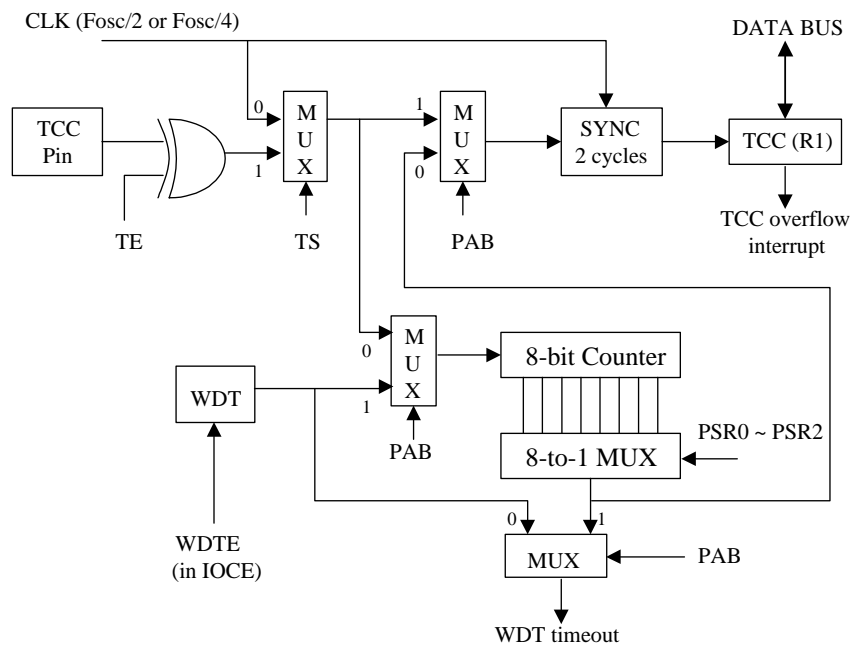 CLK (Fosc/2 or Fosc/4)
DATA BUS
0
M
U
X
1
M
U
X
TCC
Pin
SYNC
2 cycles
TCC (R1)
1
0
TE
TS
PAB
TCC overflow
interrupt
M
U
X
0
8-bit Counter
WDT
1
PAB
PSR0 ~ PSR2
8-to-1 MUX
0
1
WDTE
(in IOCE)
MUX
PAB
WDT timeout